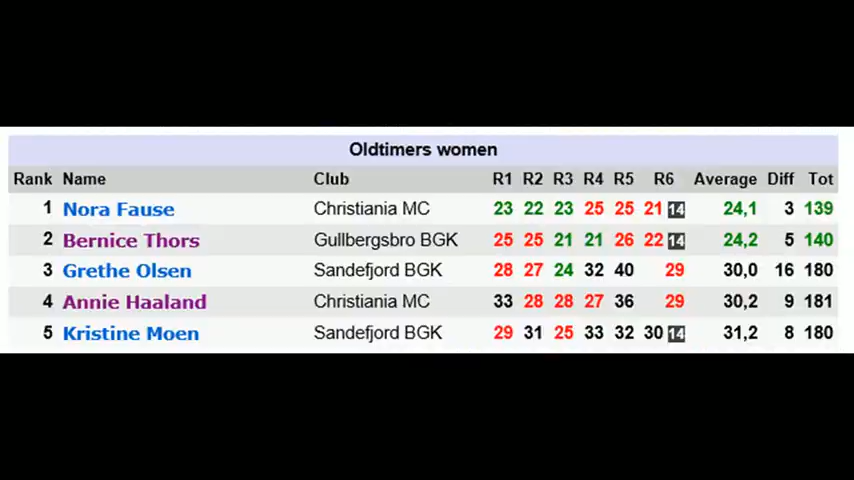 Oldtimers women
Rank Name Club R1 R2 R3 R4 R5 R6 Average Diff Tot
1 Nora Fause Christiania MC 23 22 23 25 25 21 14 24,1 3 139
2 Bernice Thors Gullbergsbro BGK 25 25 21 21 26 22 14 24,2 5 140
3 Grethe Olsen Sandefjord BGK 28 27 24 32 40 29 30,0 16 180
4 Annie Haaland Christiania MC 33 28 28 27 36 29 30,2 9 181
5 Kristine Moen Sandefjord BGK 29 31 25 33 32 30 14 31,2 8 180